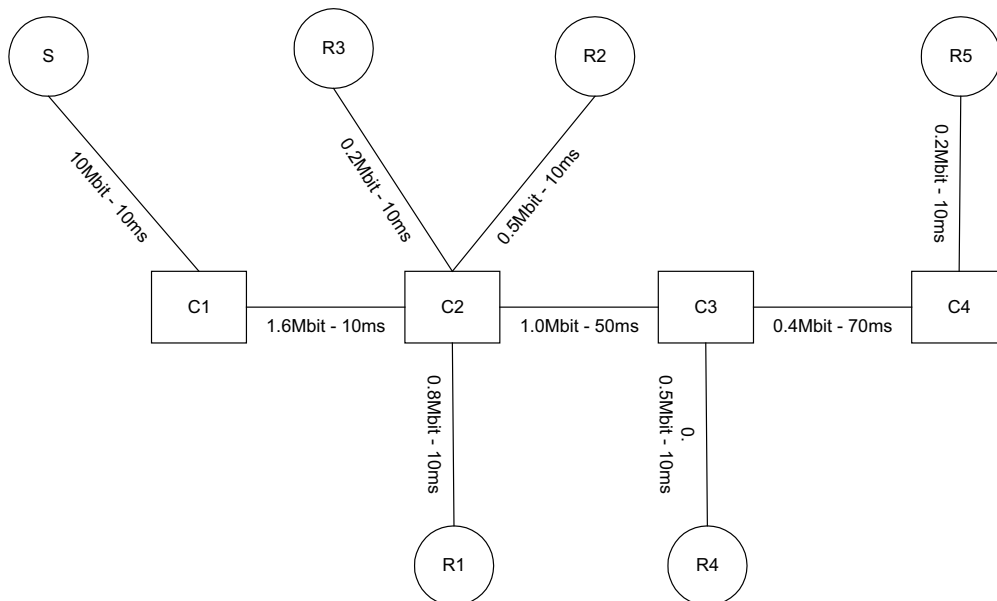 S
R3
R2
R5
10Mbit - 10ms
0.2Mbit - 10ms
0.5Mbit - 10ms
0.2Mbit - 10ms
C1
C2
C3
C4
1.6Mbit - 10ms
1.0Mbit - 50ms
0.4Mbit - 70ms
0.8Mbit - 10ms
0.
0.5Mbit - 10ms
R1
R4